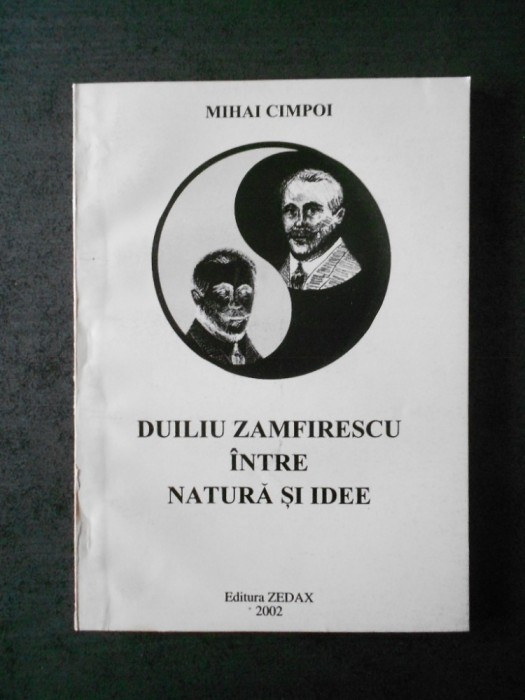 MIHAI CIMPOI
DUILIU ZAMFIRESCU
ÎNTRE
NATURĂ ȘI IDEE
Editura ZEDAX
2002